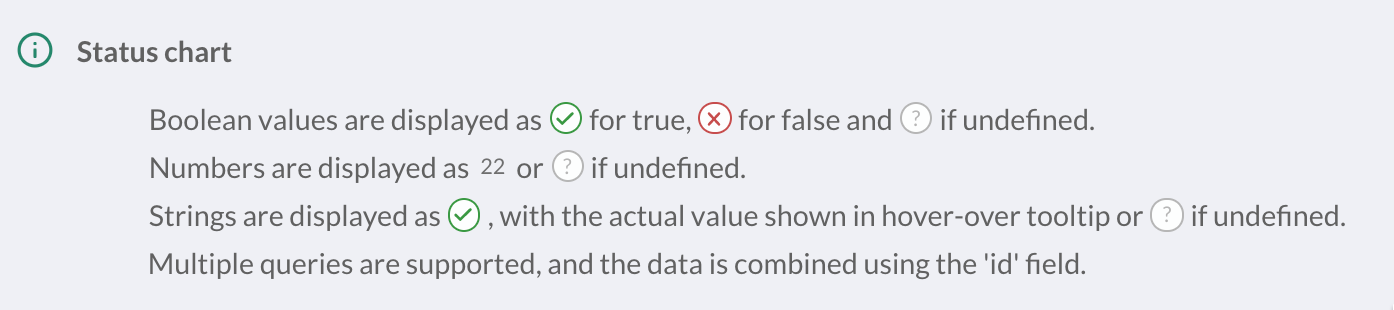 Status chart
Boolean values are displayed as for true, for false and ? if undefined.
Numbers are displayed as 22 or ? if undefined.
Strings are displayed as , with the actual value shown in hover-over tooltip or ? if undefined.
Multiple queries are supported, and the data is combined using the 'id' field.